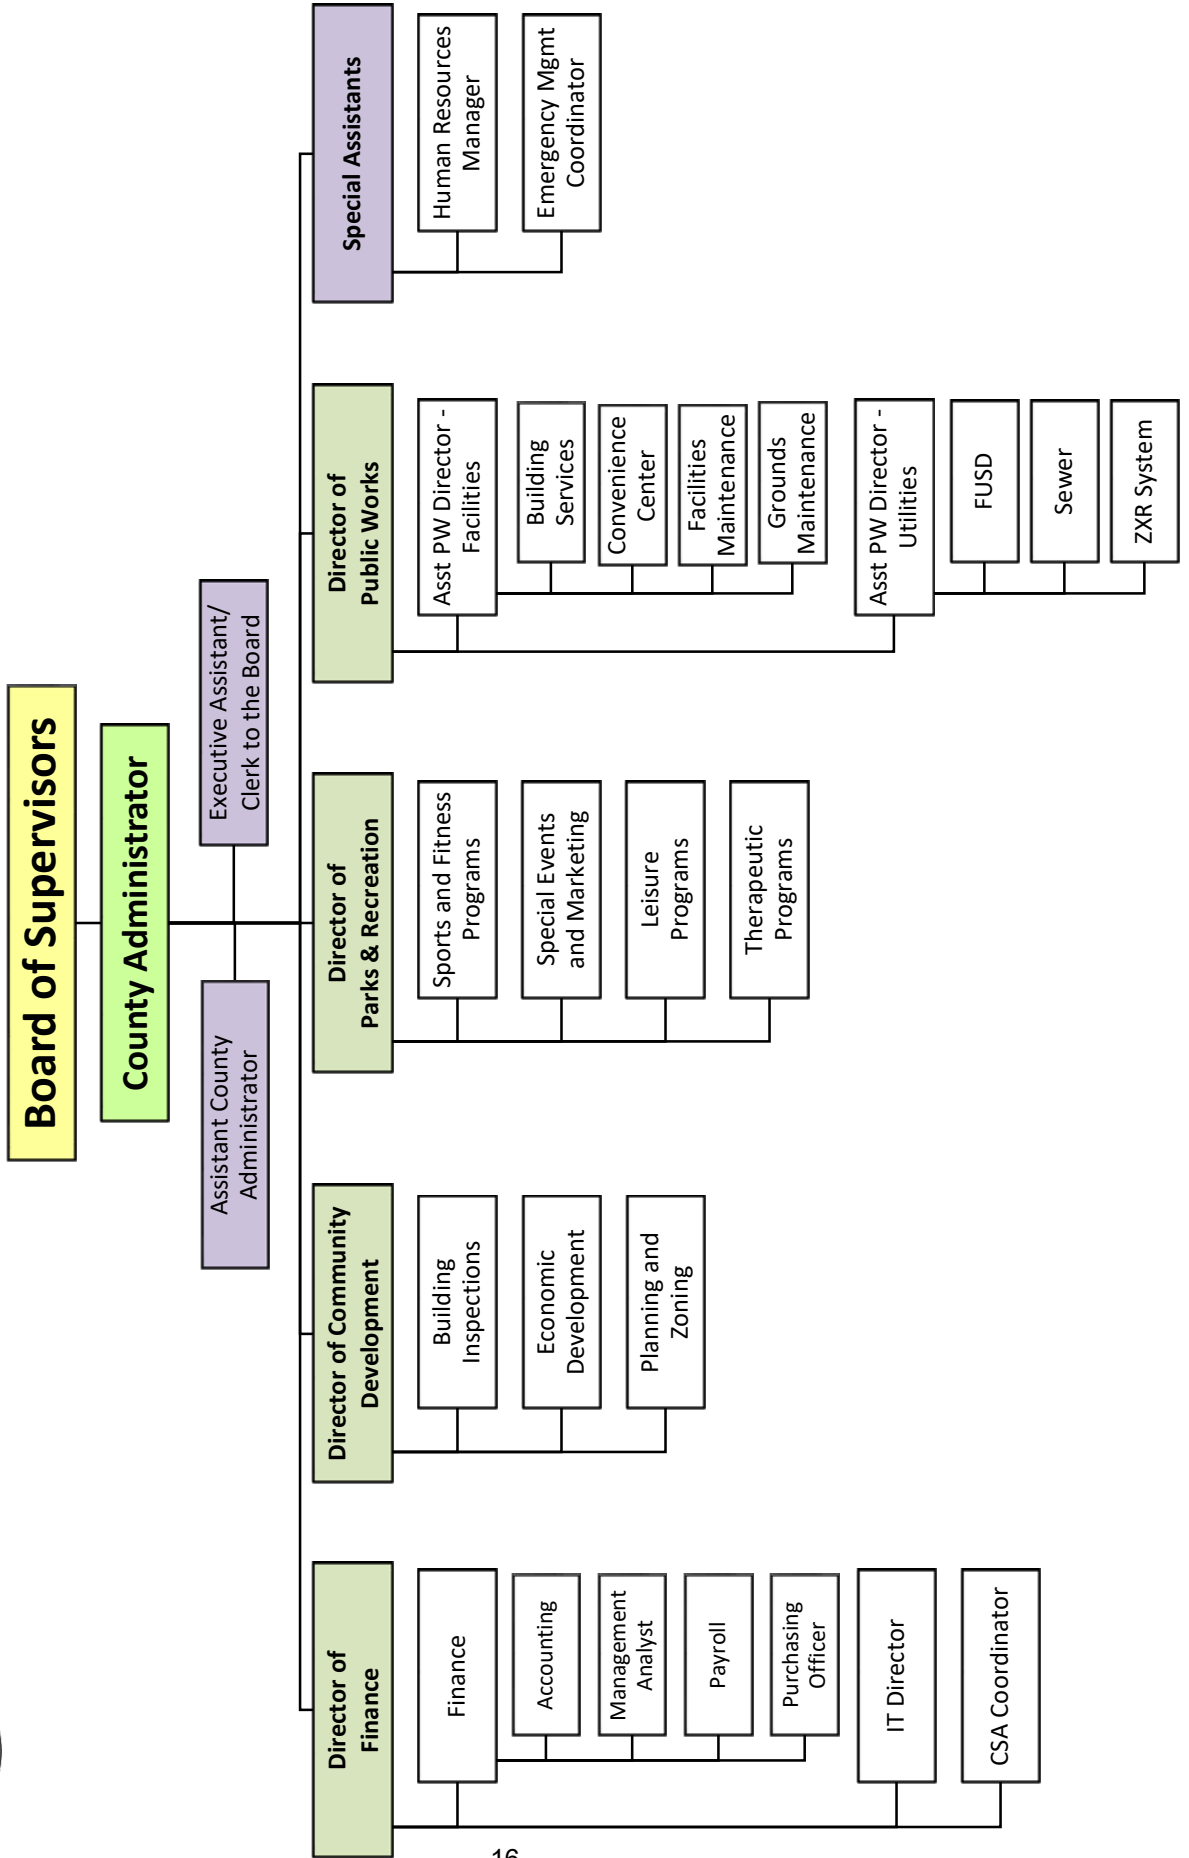 Board of Supervisors
County Administrator
Assistant County
Administrator
Executive Assistant/
Clerk to the Board
Director of
Finance
Finance
Accounting
Management
Analyst
Payroll
Purchasing
Officer
IT Director
CSA Coordinator
Director of Community
Development
Building
Inspections
Economic
Development
Planning and
Zoning
Director of
Parks & Recreation
Sports and Fitness
Programs
Special Events
and Marketing
Leisure
Programs
Therapeutic
Programs
Director of
Public Works
Asst PW Director -
Facilities
Building
Services
Convenience
Center
Facilities
Maintenance
Grounds
Maintenance
Asst PW Director -
Utilities
FUSD
Sewer
ZXR System
Special Assistants
Human Resources
Manager
Emergency Mgmt
Coordinator
16